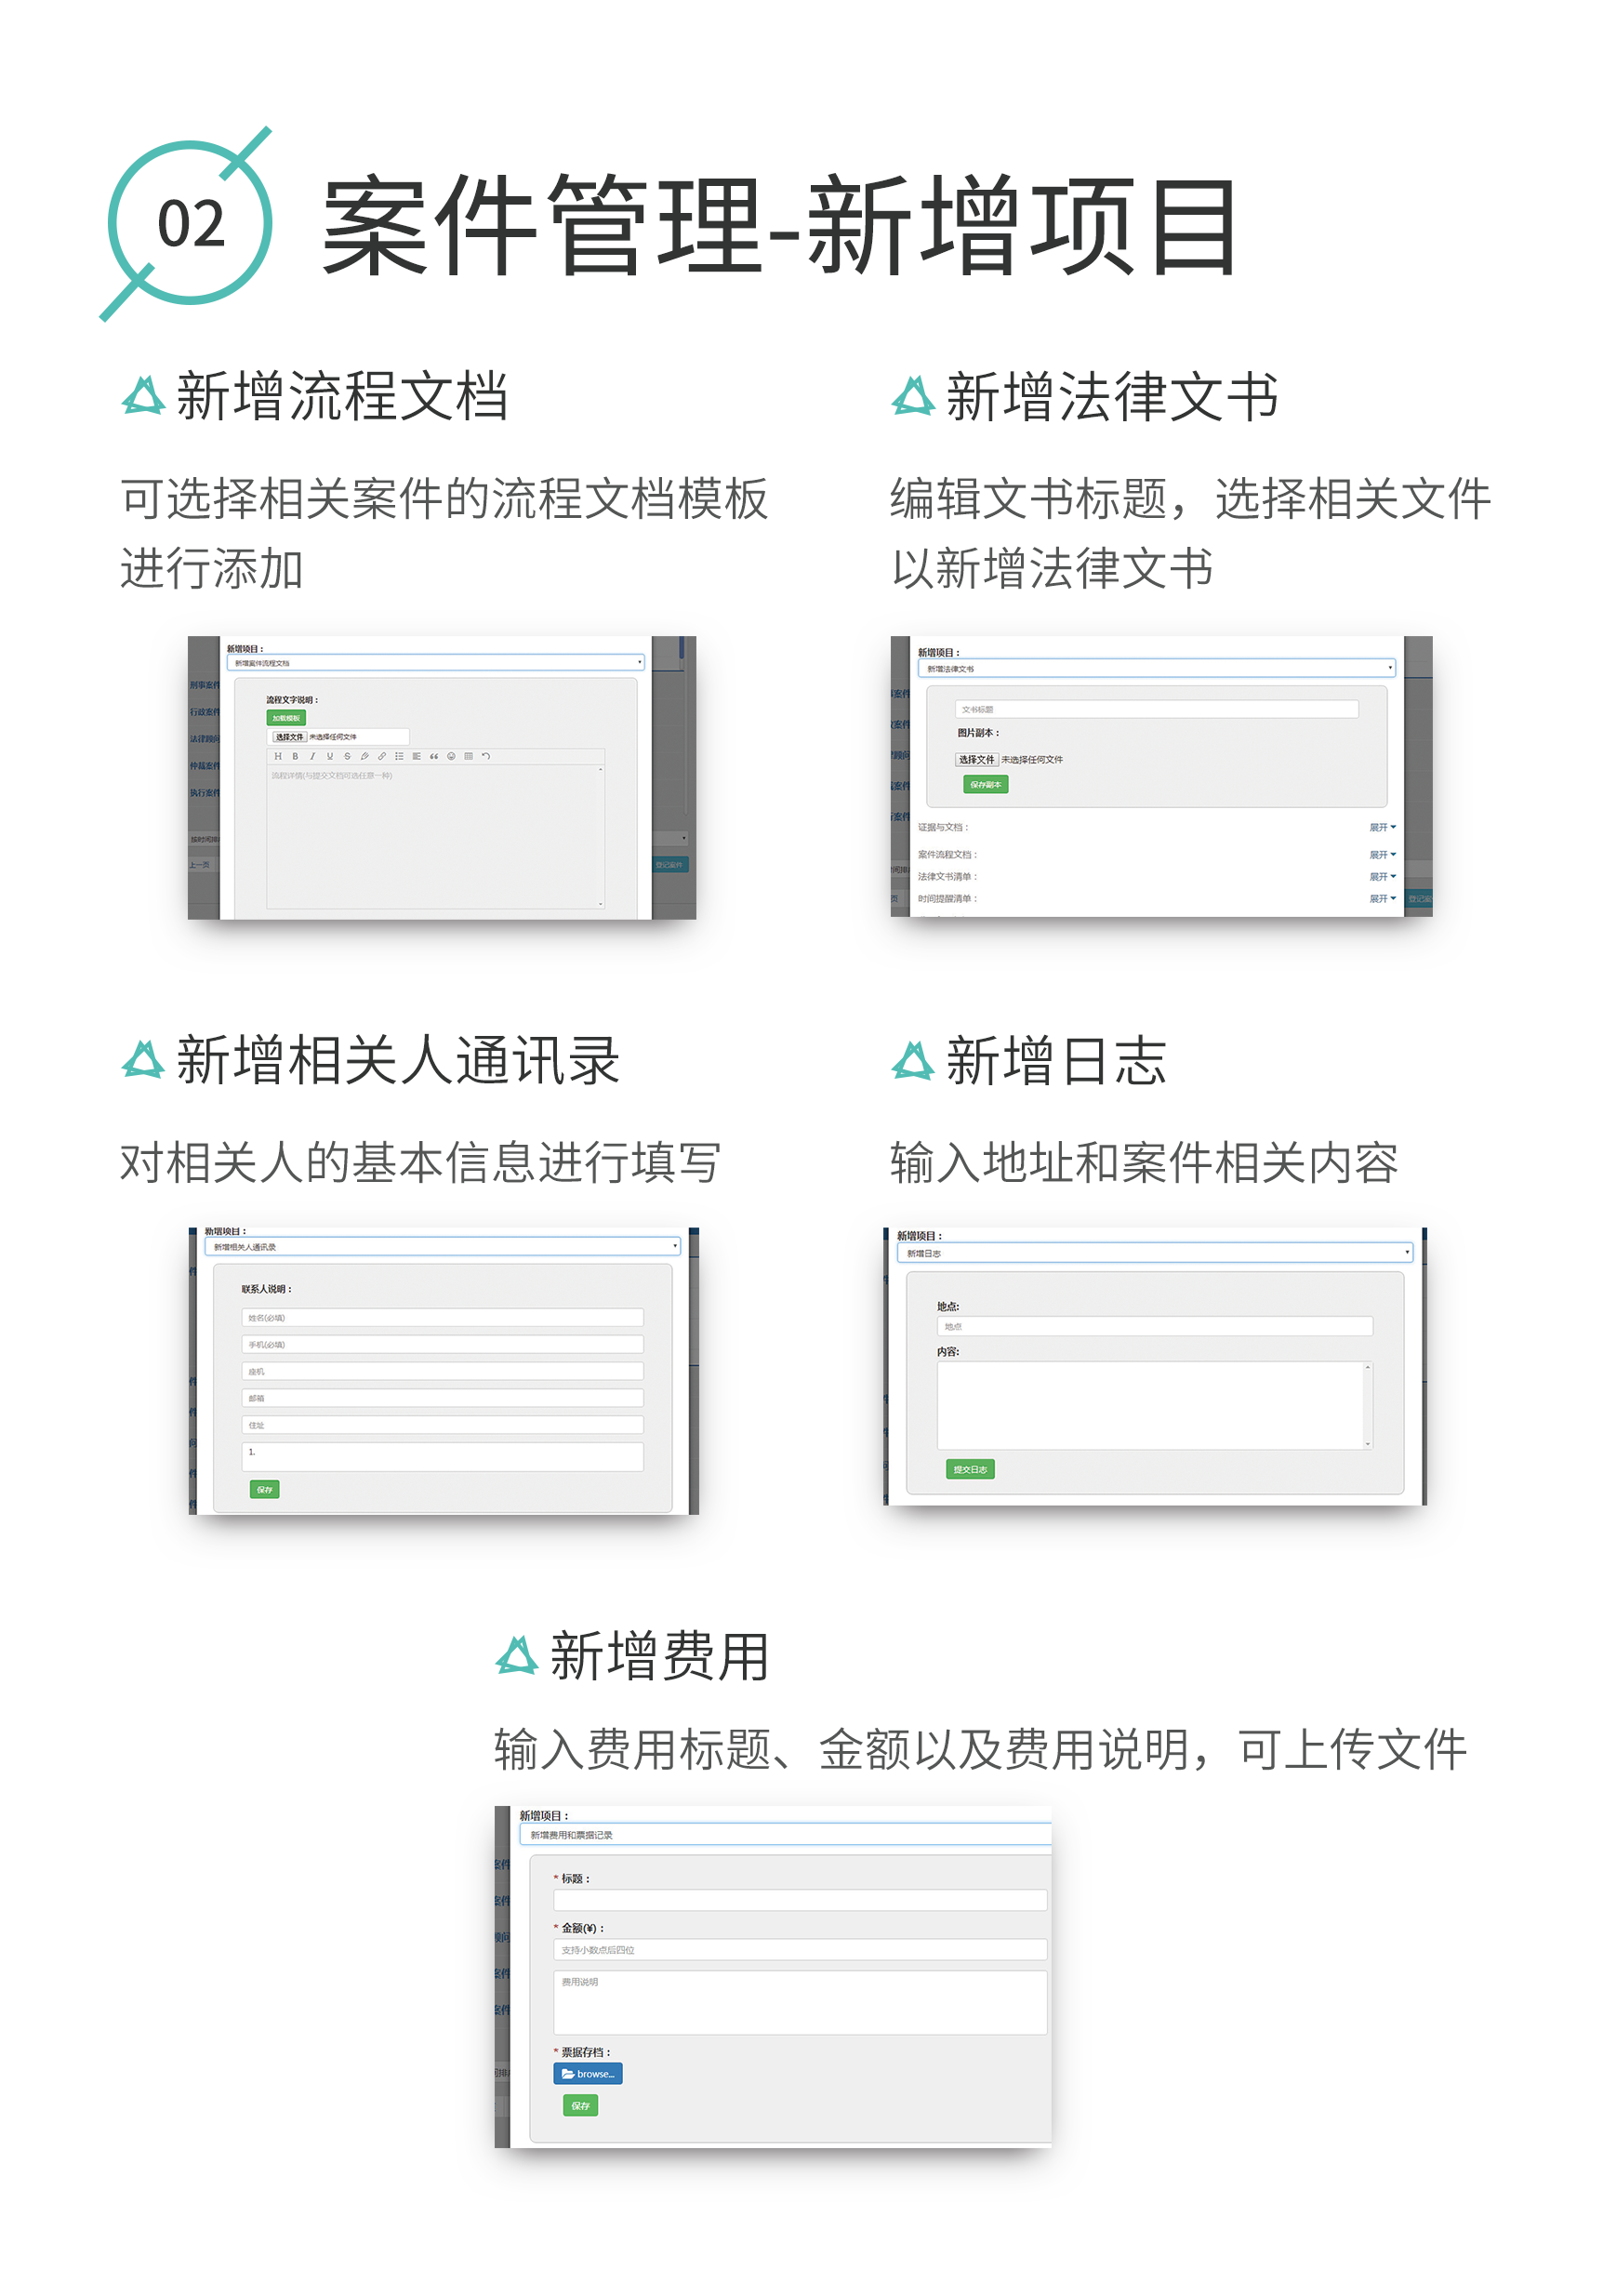 02
案件管理-新增项目
新增流程文档
可选择相关案件的流程文档模板
进行添加
新增项目：
新增案件流程文档
刑事案件
行政案件
法律顾问
仲裁案件
执行案件
上一页
登记案件
流程文字说明：
加载模板
选择文件 未选择任何文件
流程详情(与提交文档可选任意一种)
新增法律文书
编辑文书标题，选择相关文件
以新增法律文书
新增项目：
新增法律文书
文书标题
图片副本：
选择文件 未选择任何文件
保存副本
证据与文档： 展开
案件流程文档： 展开
法律文书清单： 展开
时间提醒清单： 展开
新增相关人通讯录
对相关人的基本信息进行填写
新增项目：
新增相关人通讯录
联系人说明：
姓名(必填)
手机(必填)
座机
邮箱
住址
1.
保存
新增日志
输入地址和案件相关内容
新增项目：
新增日志
地点:
地点
内容:
提交日志
新增费用
输入费用标题、金额以及费用说明，可上传文件
新增项目：
新增费用和票据记录
* 标题：
* 金额(¥)：
支持小数点后四位
费用说明
* 票据存档：
browse...
保存